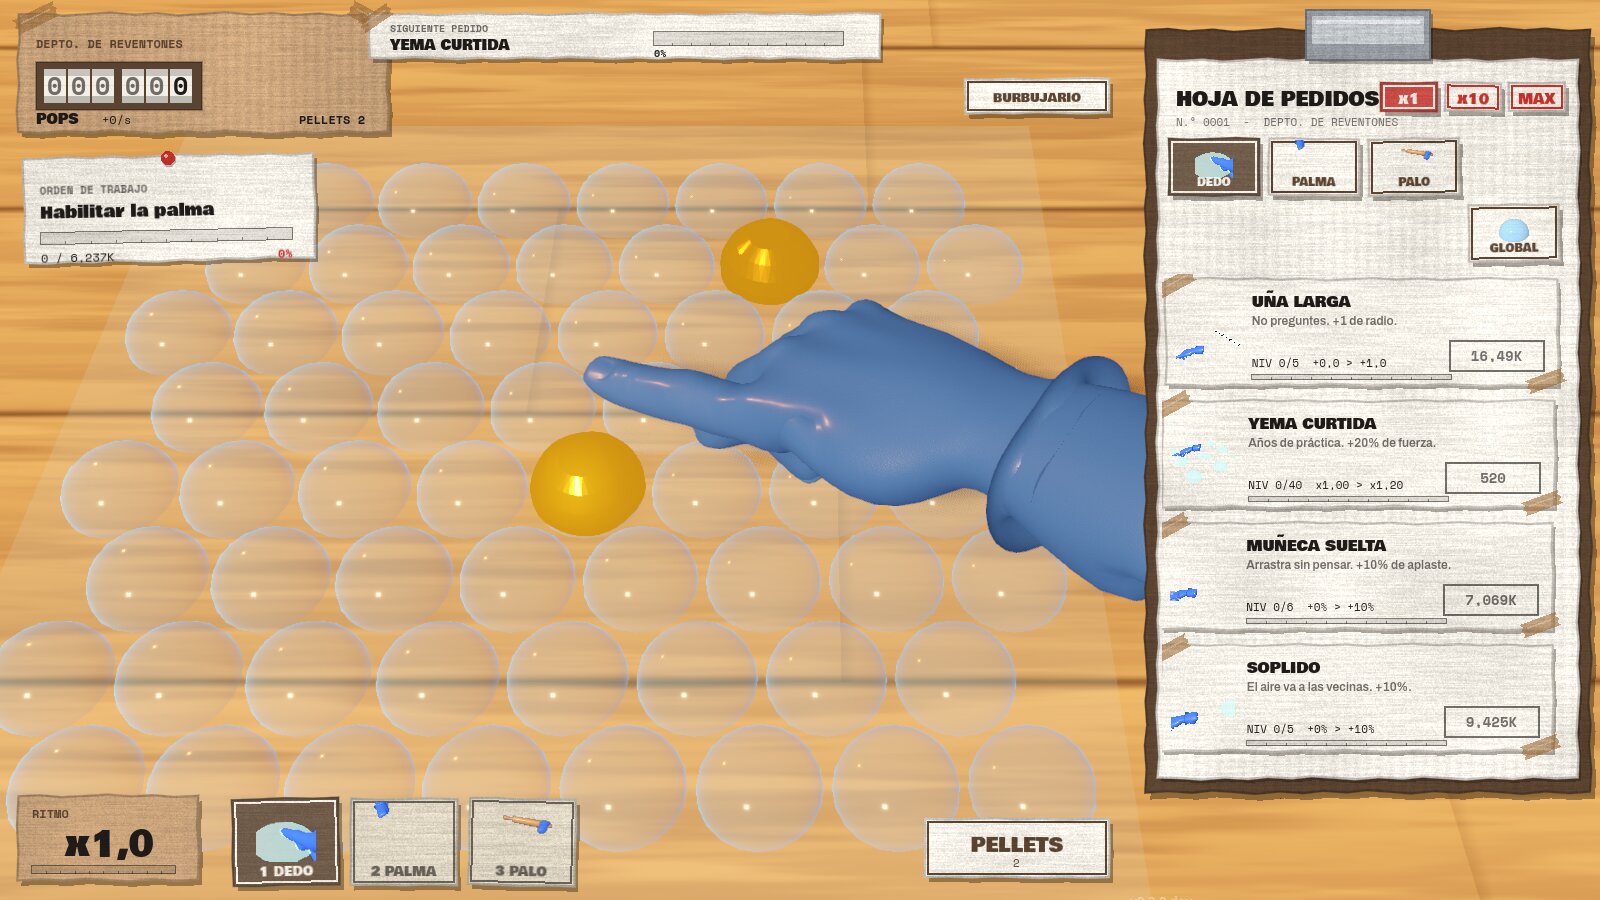 DEPTO. DE REVENTONES
000000
POPS +0/s PELLETS 2
SIGUIENTE PEDIDO
YEMA CURTIDA
0%
BURBUJARIO
ORDEN DE TRABAJO
Habilitar la palma
0 / 6,237K 0%
HOJA DE PEDIDOS x1 x10 MAX
N.º 0001 - DEPTO. DE REVENTONES
DEDO PALMA PALO
GLOBAL
UÑA LARGA
No preguntes. +1 de radio.
NIV 0/5 +0,0 > +1,0 16,49K
YEMA CURTIDA
Años de práctica. +20% de fuerza.
NIV 0/40 x1,00 > x1,20 520
MUÑECA SUELTA
Arrastra sin pensar. +10% de aplaste.
NIV 0/6 +0% > +10% 7,069K
SOPLIDO
El aire va a las vecinas. +10%.
NIV 0/5 +0% > +10% 9,425K
RITMO
x1,0
1 DEDO 2 PALMA 3 PALO
PELLETS
2